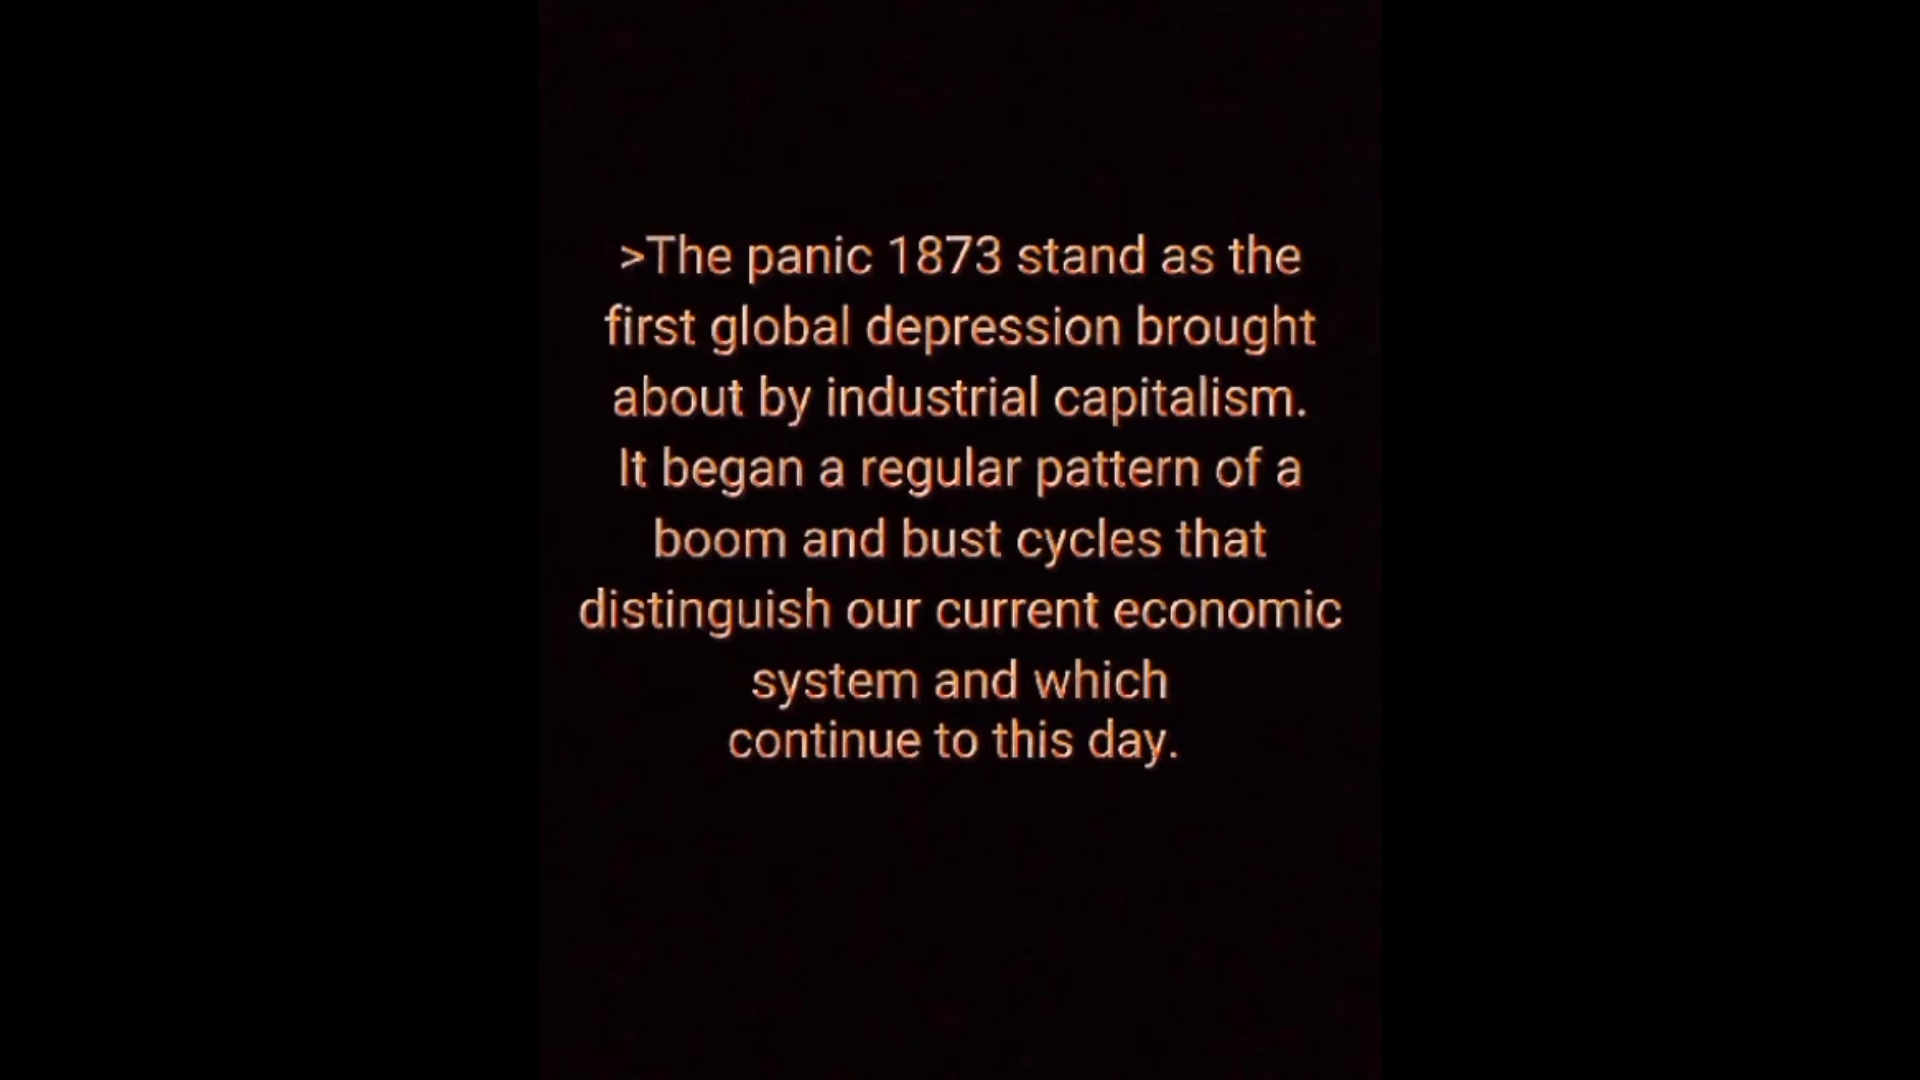 >The panic 1873 stand as the
first global depression brought
about by industrial capitalism.
It began a regular pattern of a
boom and bust cycles that
distinguish our current economic
system and which
continue to this day.